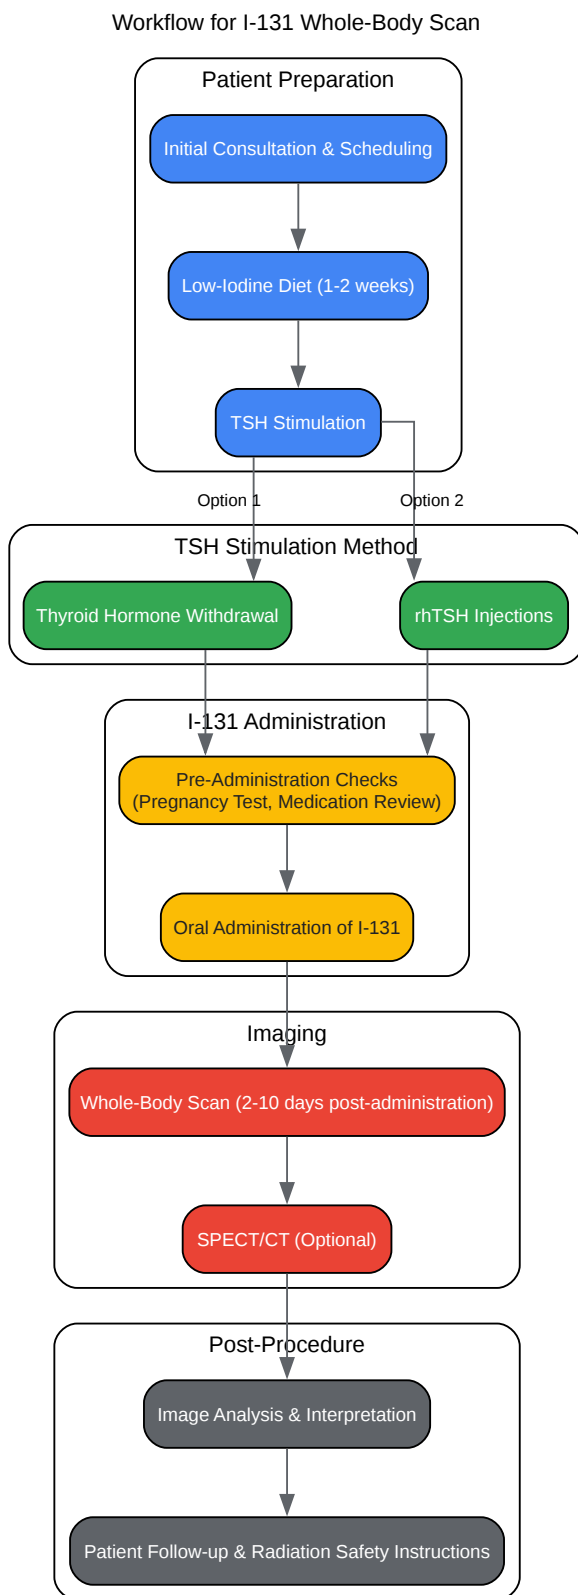 Workflow for I-131 Whole-Body Scan
Patient Preparation
Initial Consultation & Scheduling
Low-Iodine Diet (1-2 weeks)
TSH Stimulation
Option 1
Option 2
TSH Stimulation Method
Thyroid Hormone Withdrawal
rhTSH Injections
I-131 Administration
Pre-Administration Checks
(Pregnancy Test, Medication Review)
Oral Administration of I-131
Imaging
Whole-Body Scan (2-10 days post-administration)
SPECT/CT (Optional)
Post-Procedure
Image Analysis & Interpretation
Patient Follow-up & Radiation Safety Instructions